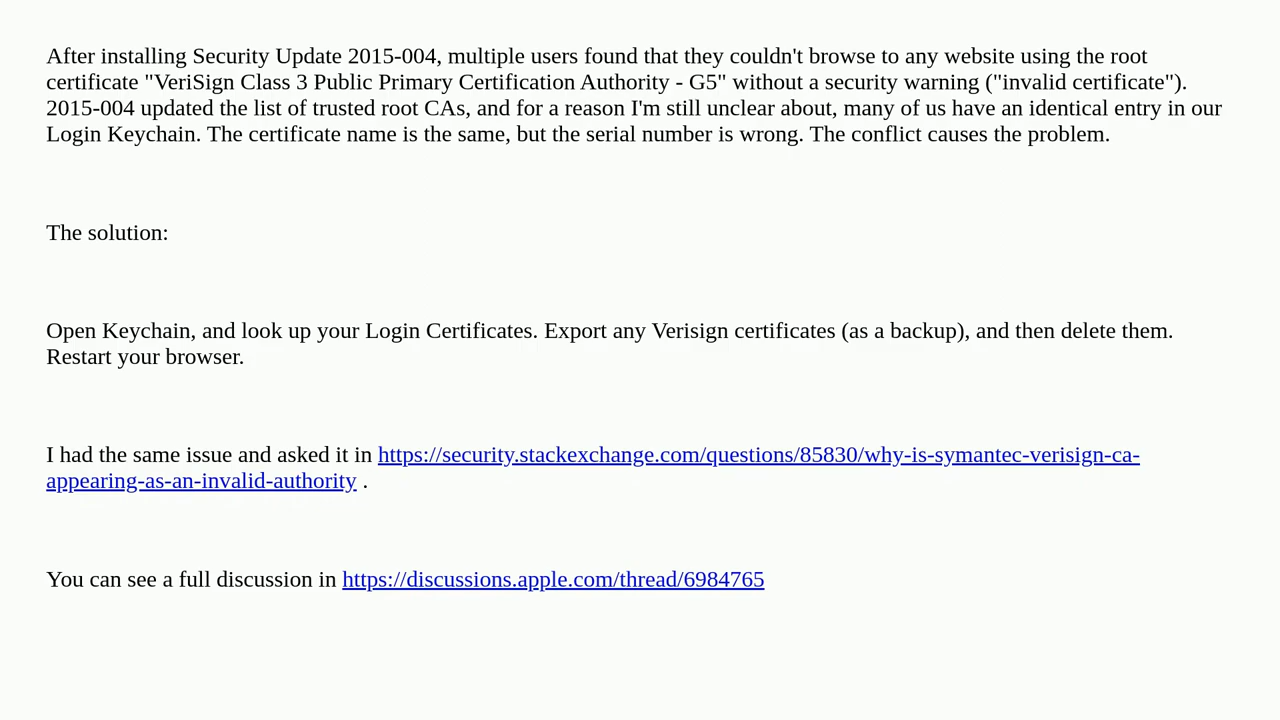 After installing Security Update 2015-004, multiple users found that they couldn't browse to any website using the root
certificate "VeriSign Class 3 Public Primary Certification Authority - G5" without a security warning ("invalid certificate").
2015-004 updated the list of trusted root CAs, and for a reason I'm still unclear about, many of us have an identical entry in our
Login Keychain. The certificate name is the same, but the serial number is wrong. The conflict causes the problem.
The solution:
Open Keychain, and look up your Login Certificates. Export any Verisign certificates (as a backup), and then delete them.
Restart your browser.
I had the same issue and asked it in https://security.stackexchange.com/questions/85830/why-is-symantec-verisign-ca-
appearing-as-an-invalid-authority .
You can see a full discussion in https://discussions.apple.com/thread/6984765